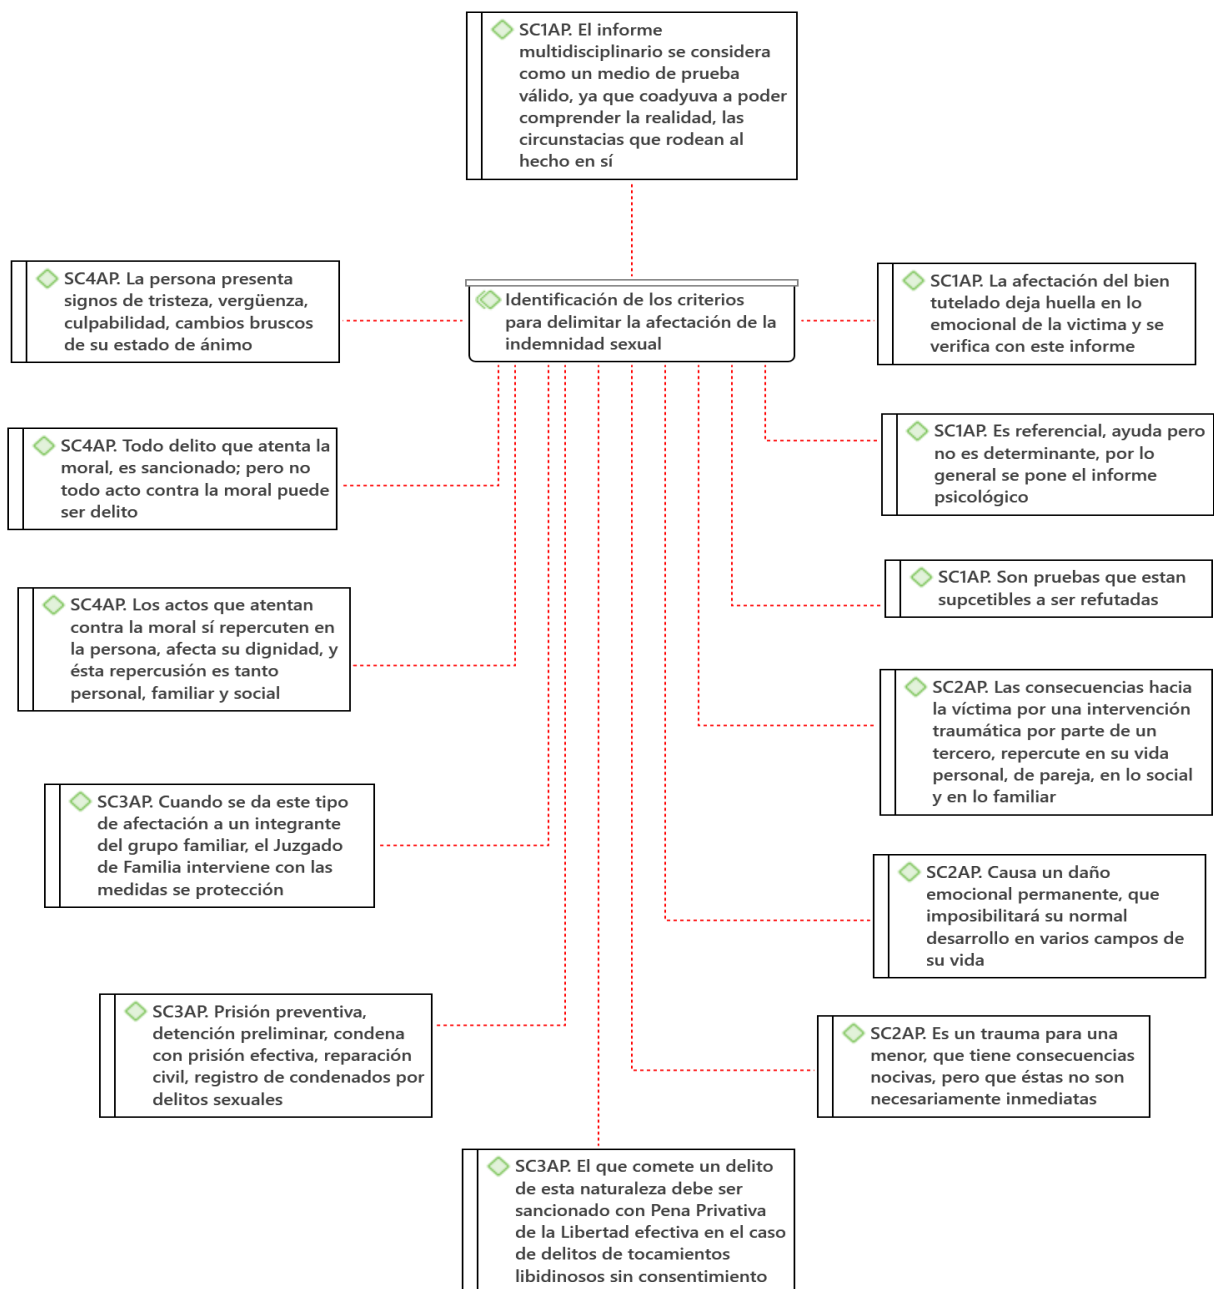 SC1AP. El informe
multidisciplinario se considera
como un medio de prueba
válido, ya que coadyuva a poder
comprender la realidad, las
circunstacias que rodean al
hecho en sí
SC4AP. La persona presenta
signos de tristeza, vergüenza,
culpabilidad, cambios bruscos
de su estado de ánimo
Identificación de los criterios
para delimitar la afectación de la
indemnidad sexual
SC1AP. La afectación del bien
tutelado deja huella en lo
emocional de la victima y se
verifica con este informe
SC4AP. Todo delito que atenta la
moral, es sancionado; pero no
todo acto contra la moral puede
ser delito
SC1AP. Es referencial, ayuda pero
no es determinante, por lo
general se pone el informe
psicológico
SC1AP. Son pruebas que estan
supcetibles a ser refutadas
SC4AP. Los actos que atentan
contra la moral sí repercuten en
la persona, afecta su dignidad, y
ésta repercusión es tanto
personal, familiar y social
SC2AP. Las consecuencias hacia
la víctima por una intervención
traumática por parte de un
tercero, repercute en su vida
personal, de pareja, en lo social
y en lo familiar
SC3AP. Cuando se da este tipo
de afectación a un integrante
del grupo familiar, el Juzgado
de Familia interviene con las
medidas se protección
SC2AP. Causa un daño
emocional permanente, que
imposibilitará su normal
desarrollo en varios campos de
su vida
SC3AP. Prisión preventiva,
detención preliminar, condena
con prisión efectiva, reparación
civil, registro de condenados por
delitos sexuales
SC2AP. Es un trauma para una
menor, que tiene consecuencias
nocivas, pero que éstas no son
necesariamente inmediatas
SC3AP. El que comete un delito
de esta naturaleza debe ser
sancionado con Pena Privativa
de la Libertad efectiva en el caso
de delitos de tocamientos
libidinosos sin consentimiento